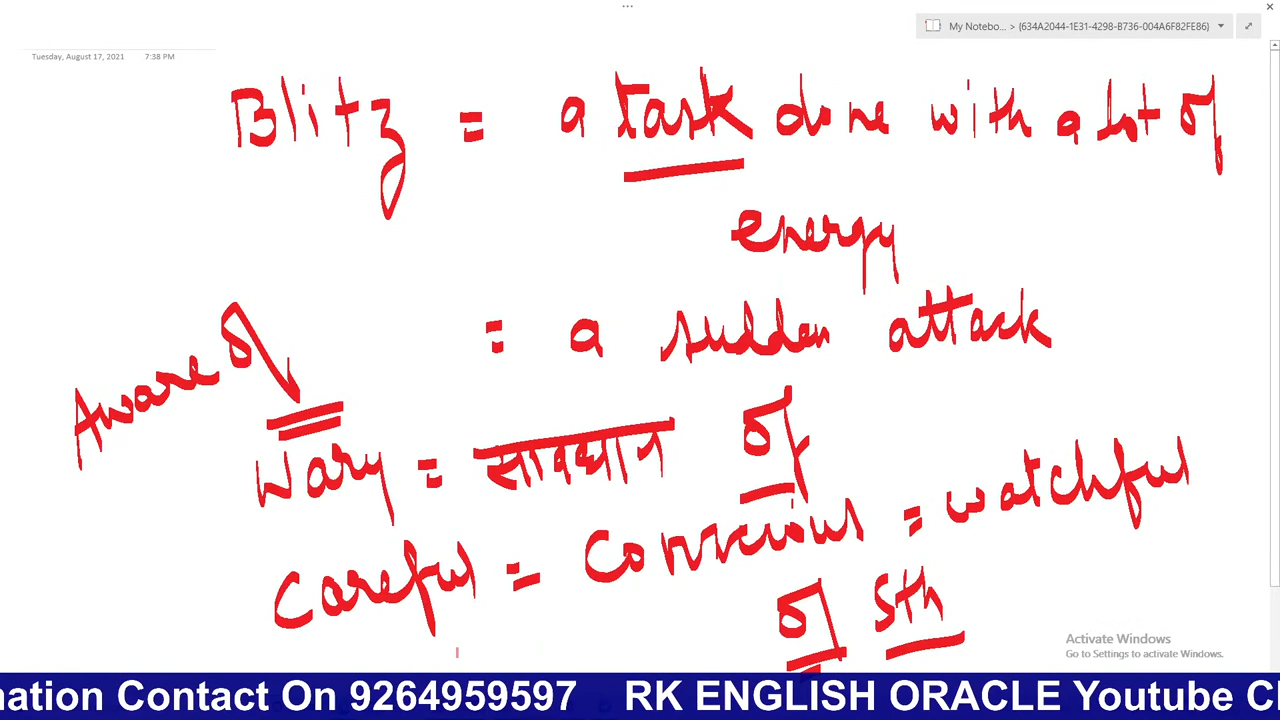 My Notebo... > (634A2044-1E31-4298-B736-004A6F82FE86)
Tuesday, August 17, 2021 7:38 PM
Blitz = a task done with a lot of
energy
= a sudden attack
Aware of
Wary = सावधान of
Careful = Conscious = watchful
of Sth
Activate Windows
Go to Settings to activate Windows.
nation Contact On 9264959597 RK ENGLISH ORACLE Youtube C